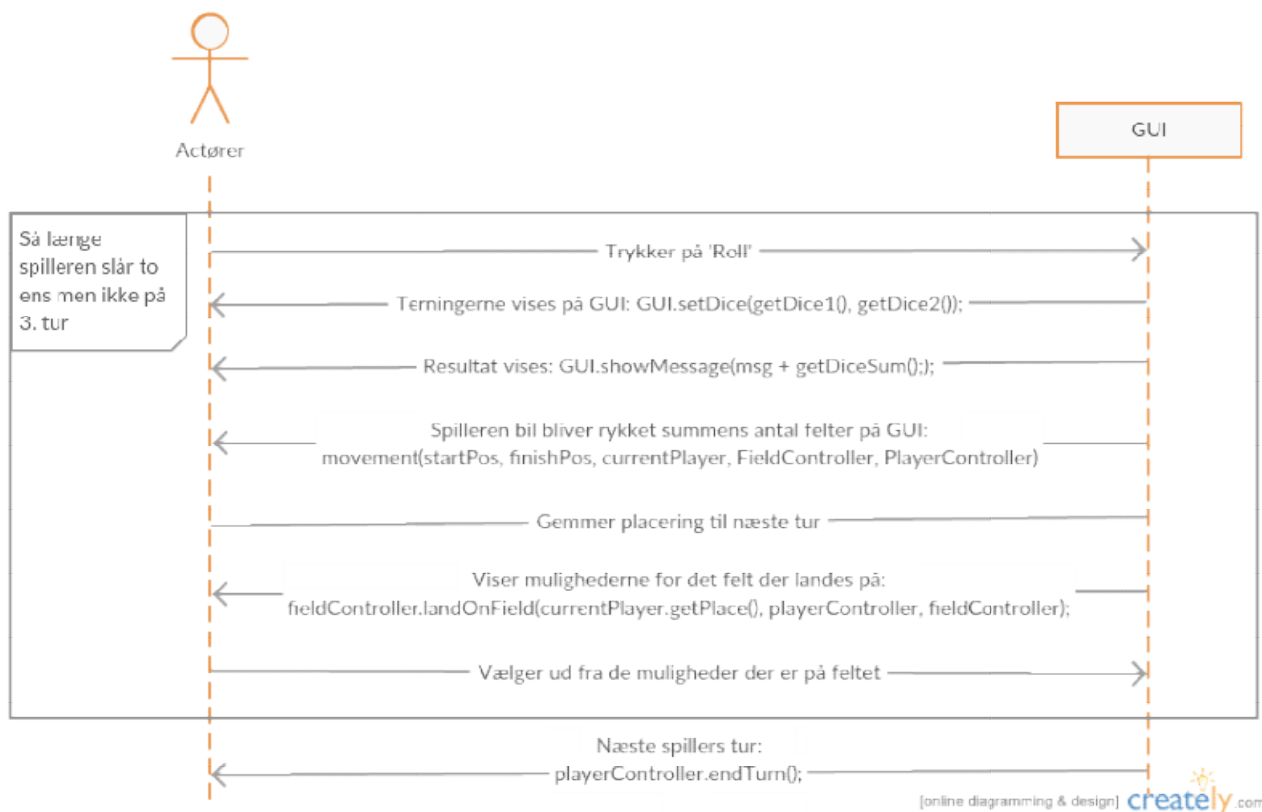 Actører
GUI
Så længe
spilleren slår to
ens men ikke på
3. tur
Trykker på 'Roll'
Terningerne vises på GUI: GUI.setDice(getDice1(), getDice2());
Resultat vises: GUI.showMessage(msg + getDiceSum(););
Spilleren bil bliver rykket summens antal felter på GUI:
movement(startPos, finishPos, currentPlayer, FieldController, PlayerController)
Gemmer placering til næste tur
Viser mulighederne for det felt der landes på:
fieldController.landOnField(currentPlayer.getPlace(), playerController, fieldController);
Vælger ud fra de muligheder der er på feltet
Næste spillers tur:
playerController.endTurn();
[online diagramming & design] creately.com